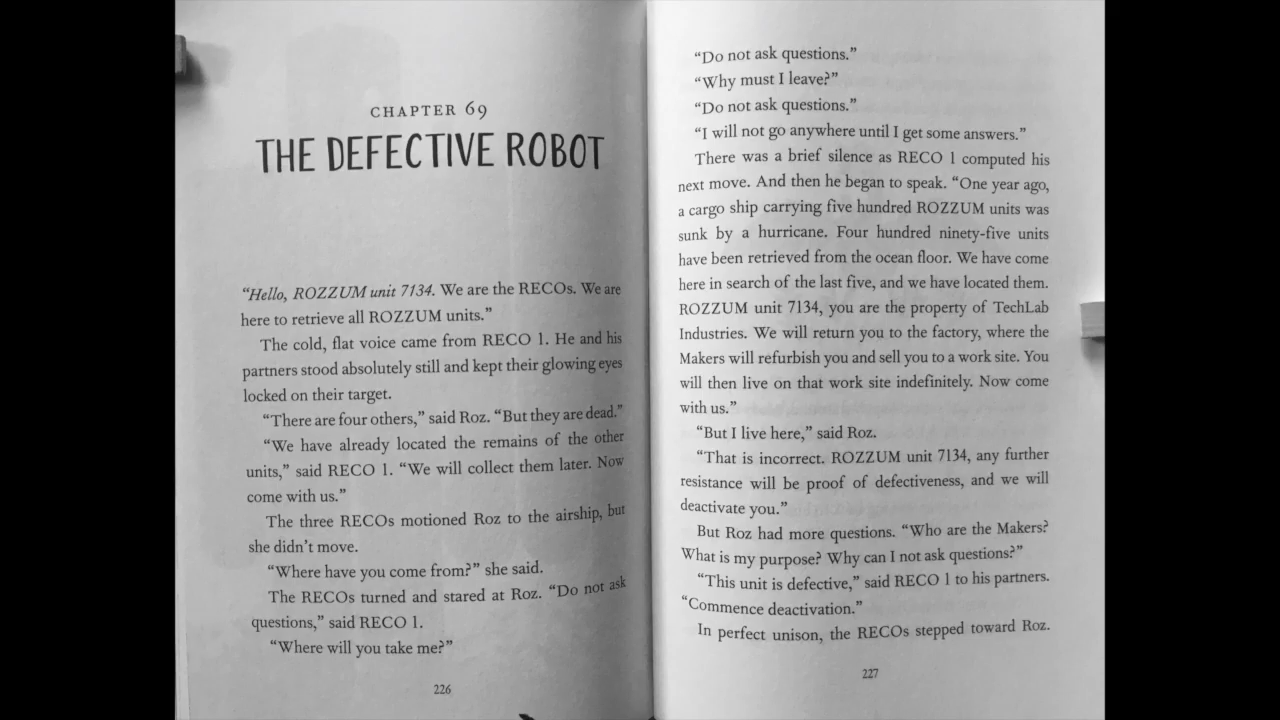 CHAPTER 69
THE DEFECTIVE ROBOT
“Hello, ROZZUM unit 7134. We are the RECOs. We are
here to retrieve all ROZZUM units.”
The cold, flat voice came from RECO 1. He and his
partners stood absolutely still and kept their glowing eyes
locked on their target.
“There are four others,” said Roz. “But they are dead.”
“We have already located the remains of the other
units,” said RECO 1. “We will collect them later. Now
come with us.”
The three RECOs motioned Roz to the airship, but
she didn’t move.
“Where have you come from?” she said.
The RECOs turned and stared at Roz. “Do not ask
questions,” said RECO 1.
“Where will you take me?”
226
“Do not ask questions.”
“Why must I leave?”
“Do not ask questions.”
“I will not go anywhere until I get some answers.”
There was a brief silence as RECO 1 computed his
next move. And then he began to speak. “One year ago,
a cargo ship carrying five hundred ROZZUM units was
sunk by a hurricane. Four hundred ninety-five units
have been retrieved from the ocean floor. We have come
here in search of the last five, and we have located them.
ROZZUM unit 7134, you are the property of TechLab
Industries. We will return you to the factory, where the
Makers will refurbish you and sell you to a work site. You
will then live on that work site indefinitely. Now come
with us.”
“But I live here,” said Roz.
“That is incorrect. ROZZUM unit 7134, any further
resistance will be proof of defectiveness, and we will
deactivate you.”
But Roz had more questions. “Who are the Makers?
What is my purpose? Why can I not ask questions?”
“This unit is defective,” said RECO 1 to his partners.
“Commence deactivation.”
In perfect unison, the RECOs stepped toward Roz.
227